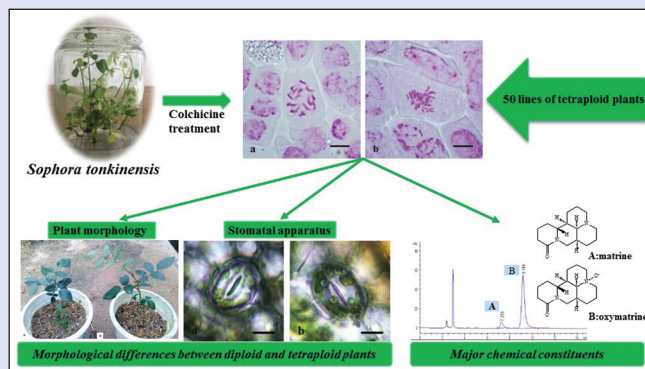 Sophora tonkinensis
Colchicine
treatment
a
b
50 lines of tetraploid plants
Plant morphology
Stomatal apparatus
b
A
B
A:matrine
B:oxymatrine
Morphological differences between diploid and tetraploid plants
Major chemical constituents